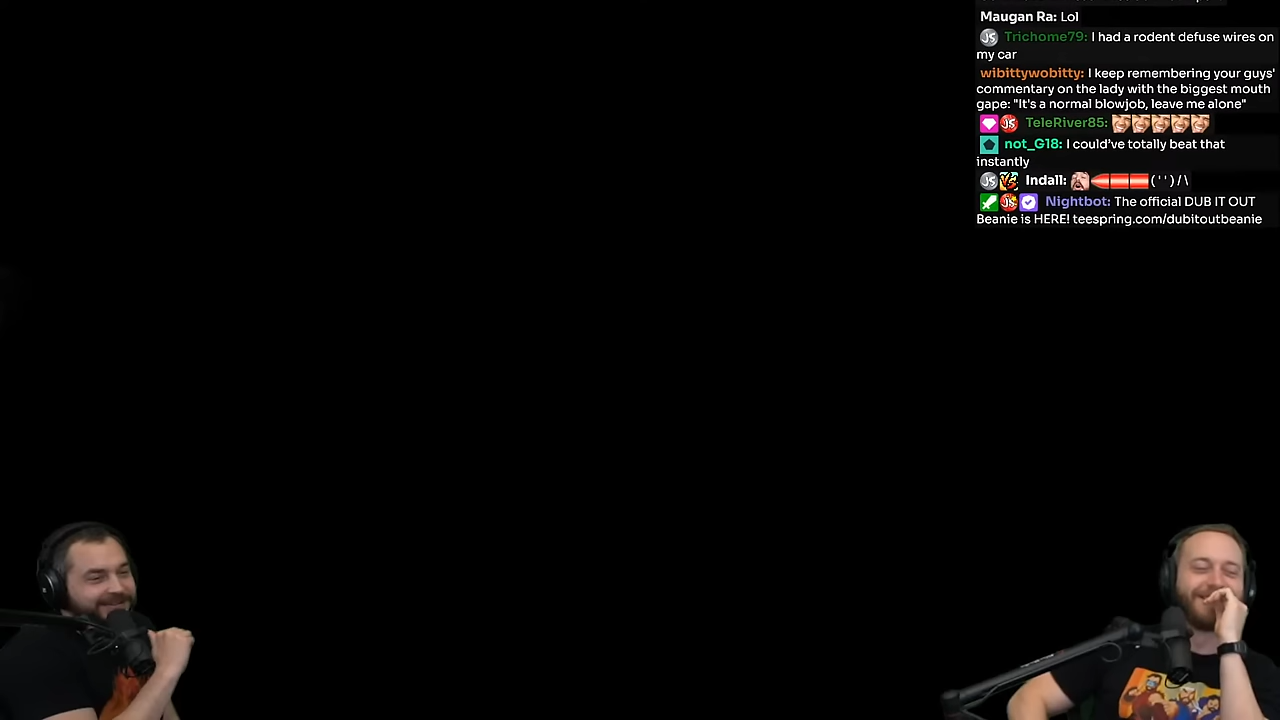 Maugan Ra: Lol
Trichome79: I had a rodent defuse wires on
my car
wibittywobitty: I keep remembering your guys'
commentary on the lady with the biggest mouth
gape: "It's a normal blowjob, leave me alone"
TeleRiver85:
not_G18: I could've totally beat that
instantly
Indall: ( ' ' ) / \
Nightbot: The official DUB IT OUT
Beanie is HERE! teespring.com/dubitoutbeanie